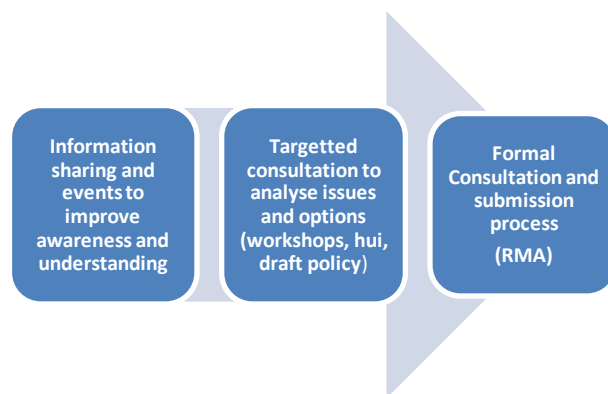 Information
sharing and
events to
improve
awareness and
understanding
Targetted
consultation to
analyse issues
and options
(workshops, hui,
draft policy)
Formal
Consultation and
submission
process
(RMA)